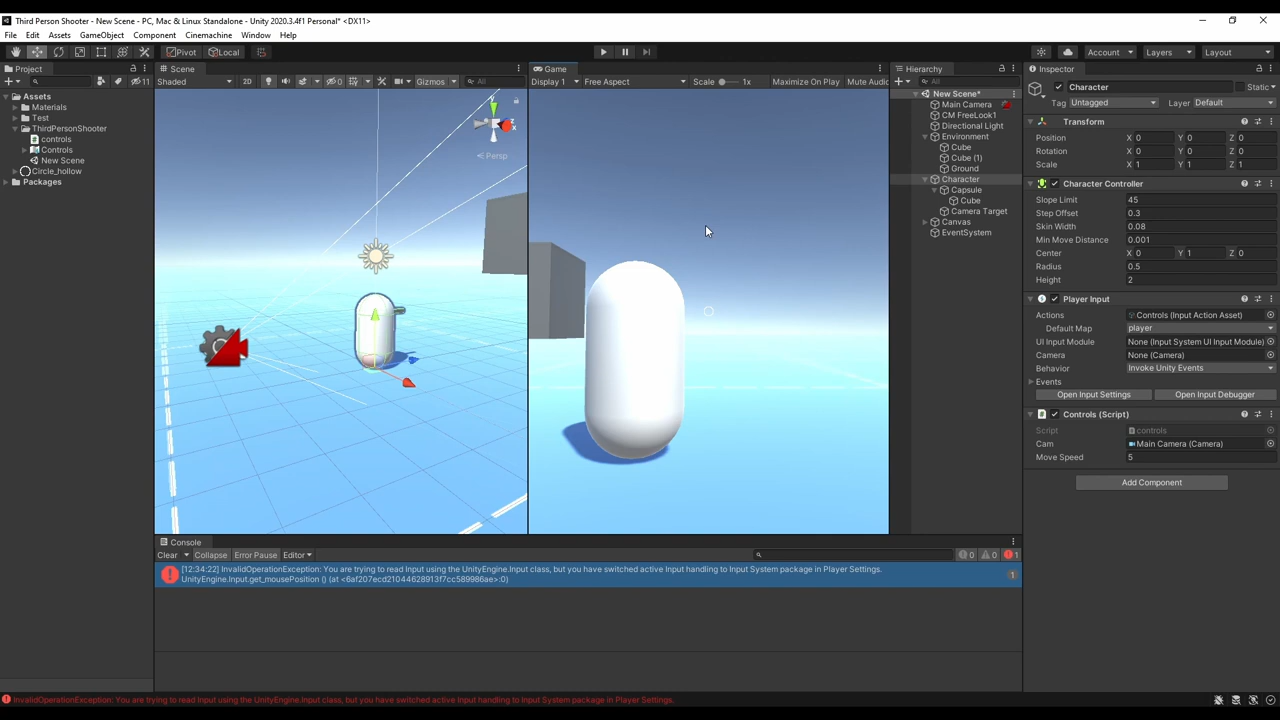 Third Person Shooter - New Scene - PC, Mac & Linux Standalone - Unity 2020.3.4f1 Personal* <DX11>
File Edit Assets GameObject Component Cinemachine Window Help
Pivot Local
Account Layers Layout
Project
11
Assets
Materials
Test
ThirdPersonShooter
controls
Controls
New Scene
Circle_hollow
Packages
Scene
Shaded 2D 0 Gizmos All
y
x
z
Persp
Game
Display 1 Free Aspect Scale 1x Maximize On Play Mute Audio
Hierarchy
All
New Scene*
Main Camera
CM FreeLook1
Directional Light
Environment
Cube
Cube (1)
Ground
Character
Capsule
Cube
Camera Target
Canvas
EventSystem
Inspector
Character Static
Tag Untagged Layer Default
Transform
Position X 0 Y 0 Z 0
Rotation X 0 Y 0 Z 0
Scale X 1 Y 1 Z 1
Character Controller
Slope Limit 45
Step Offset 0.3
Skin Width 0.08
Min Move Distance 0.001
Center X 0 Y 1 Z 0
Radius 0.5
Height 2
Player Input
Actions Controls (Input Action Asset)
Default Map player
UI Input Module None (Input System UI Input Module)
Camera None (Camera)
Behavior Invoke Unity Events
Events
Open Input Settings Open Input Debugger
Controls (Script)
Script controls
Cam Main Camera (Camera)
Move Speed 5
Add Component
Console
Clear Collapse Error Pause Editor 0 0 1
[12:34:22] InvalidOperationException: You are trying to read Input using the UnityEngine.Input class, but you have switched active Input handling to Input System package in Player Settings.
UnityEngine.Input.get_mousePosition () (at <6af207ecd21044628913f7cc589986ae>:0)
1
InvalidOperationException: You are trying to read Input using the UnityEngine.Input class, but you have switched active Input handling to Input System package in Player Settings.